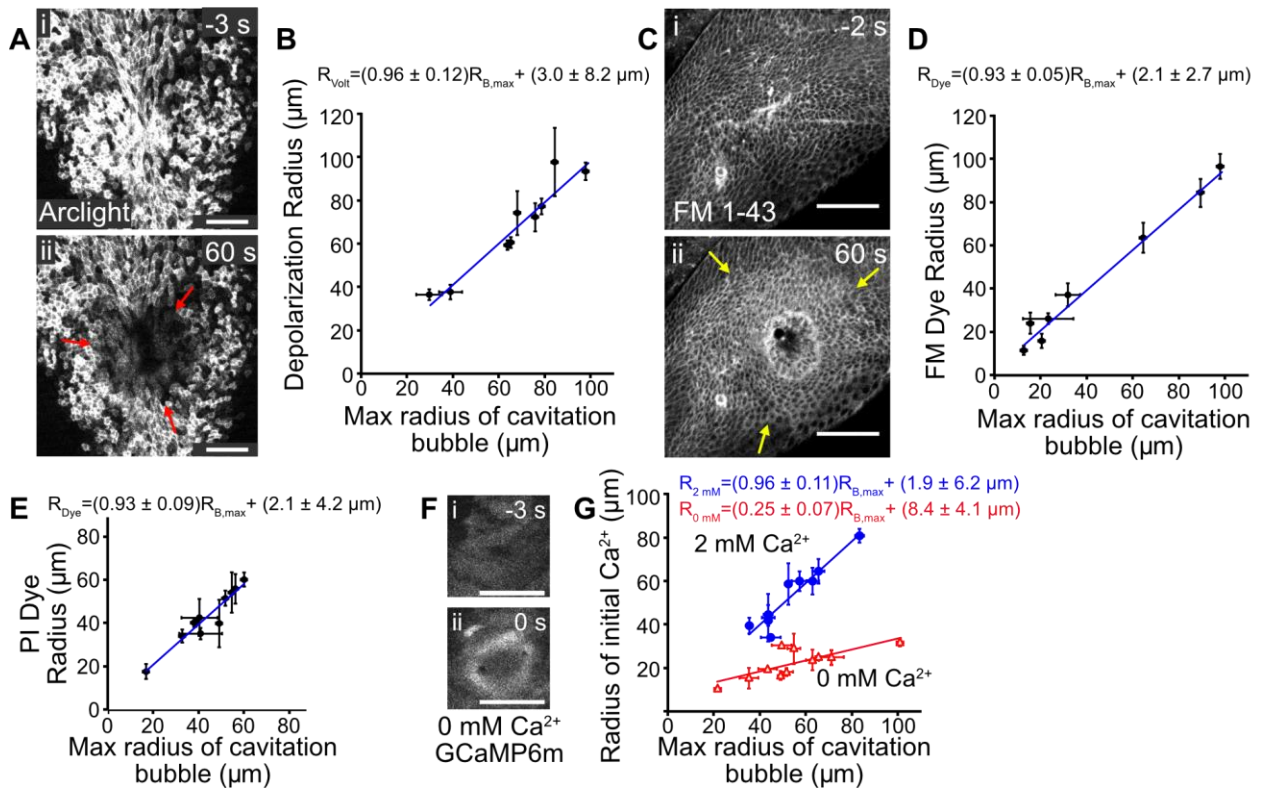 A
i
-3 s
Arclight
ii
60 s
B
R_Volt=(0.96 ± 0.12)R_B,max+ (3.0 ± 8.2 µm)
Depolarization Radius (µm)
120
100
80
60
40
20
0
0 20 40 60 80 100
Max radius of cavitation
bubble (µm)
C
i
-2 s
FM 1-43
ii
60 s
D
R_Dye=(0.93 ± 0.05)R_B,max+ (2.1 ± 2.7 µm)
FM Dye Radius (µm)
120
100
80
60
40
20
0
0 20 40 60 80 100
Max radius of cavitation
bubble (µm)
E
R_Dye=(0.93 ± 0.09)R_B,max+ (2.1 ± 4.2 µm)
PI Dye
Radius (µm)
80
60
40
20
0
0 20 40 60 80
Max radius of cavitation
bubble (µm)
F
i
-3 s
ii
0 s
0 mM Ca²⁺
GCaMP6m
G
R_2 mM=(0.96 ± 0.11)R_B,max+ (1.9 ± 6.2 µm)
R_0 mM=(0.25 ± 0.07)R_B,max+ (8.4 ± 4.1 µm)
Radius of initial Ca²⁺ (µm)
100
80
60
40
20
2 mM Ca²⁺
0 mM Ca²⁺
0 20 40 60 80 100
Max radius of cavitation
bubble (µm)